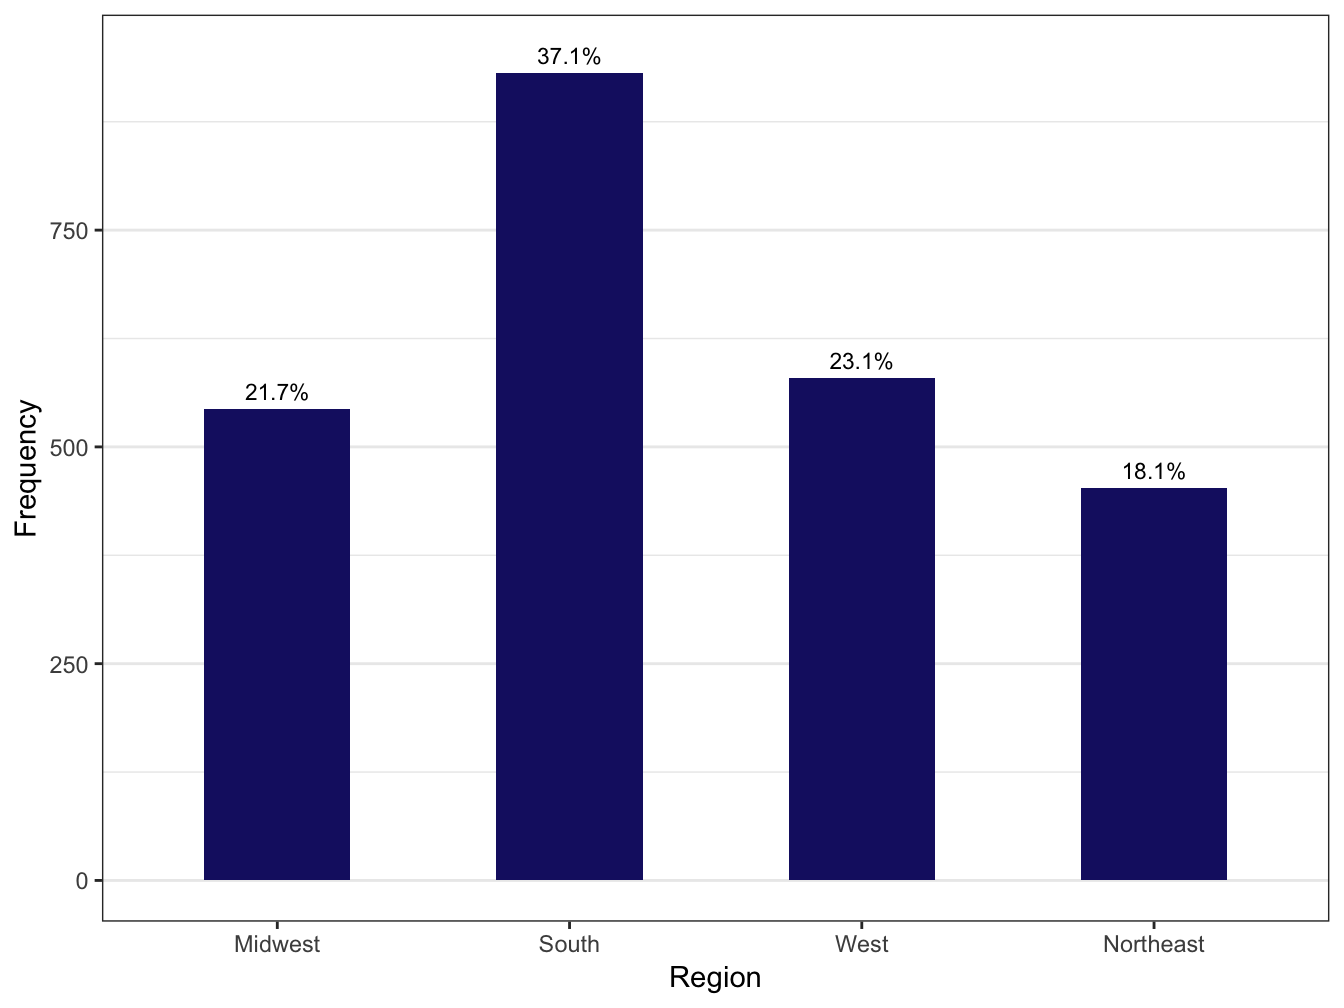 37.1%
750
23.1%
21.7%
Frequency
500
18.1%
250
0
Midwest South West Northeast
Region